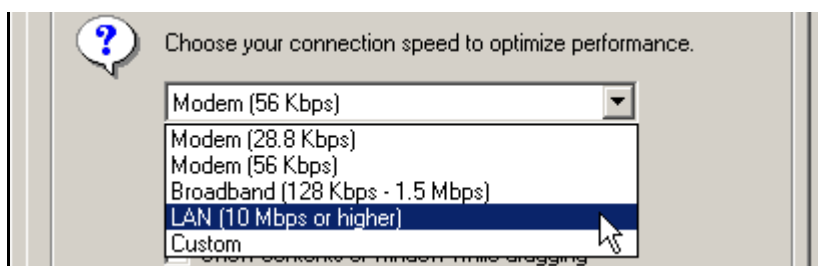 Choose your connection speed to optimize performance.
Modem (56 Kbps)
Modem (28.8 Kbps)
Modem (56 Kbps)
Broadband (128 Kbps - 1.5 Mbps)
LAN (10 Mbps or higher)
Custom